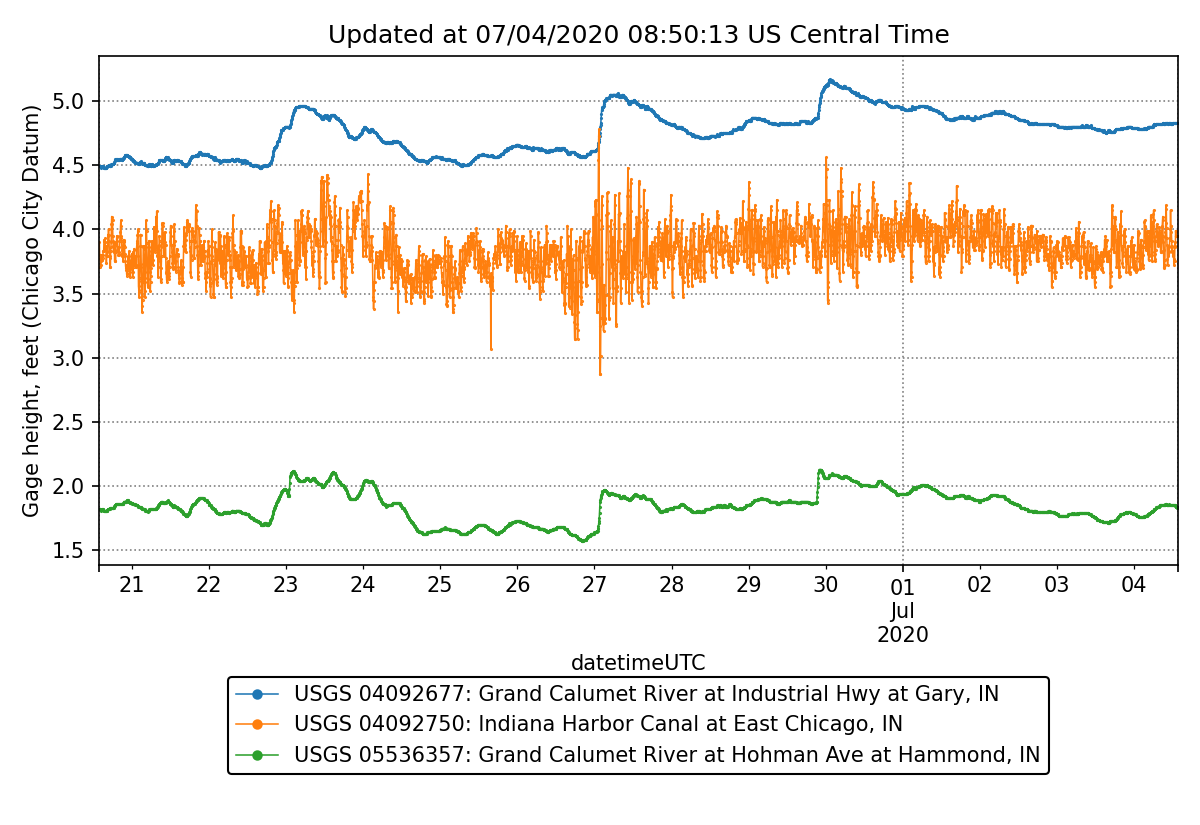 Updated at 07/04/2020 08:50:13 US Central Time
Gage height, feet (Chicago City Datum)
5.0
4.5
4.0
3.5
3.0
2.5
2.0
1.5
21 22 23 24 25 26 27 28 29 30 01 02 03 04
Jul
2020
datetimeUTC
USGS 04092677: Grand Calumet River at Industrial Hwy at Gary, IN
USGS 04092750: Indiana Harbor Canal at East Chicago, IN
USGS 05536357: Grand Calumet River at Hohman Ave at Hammond, IN